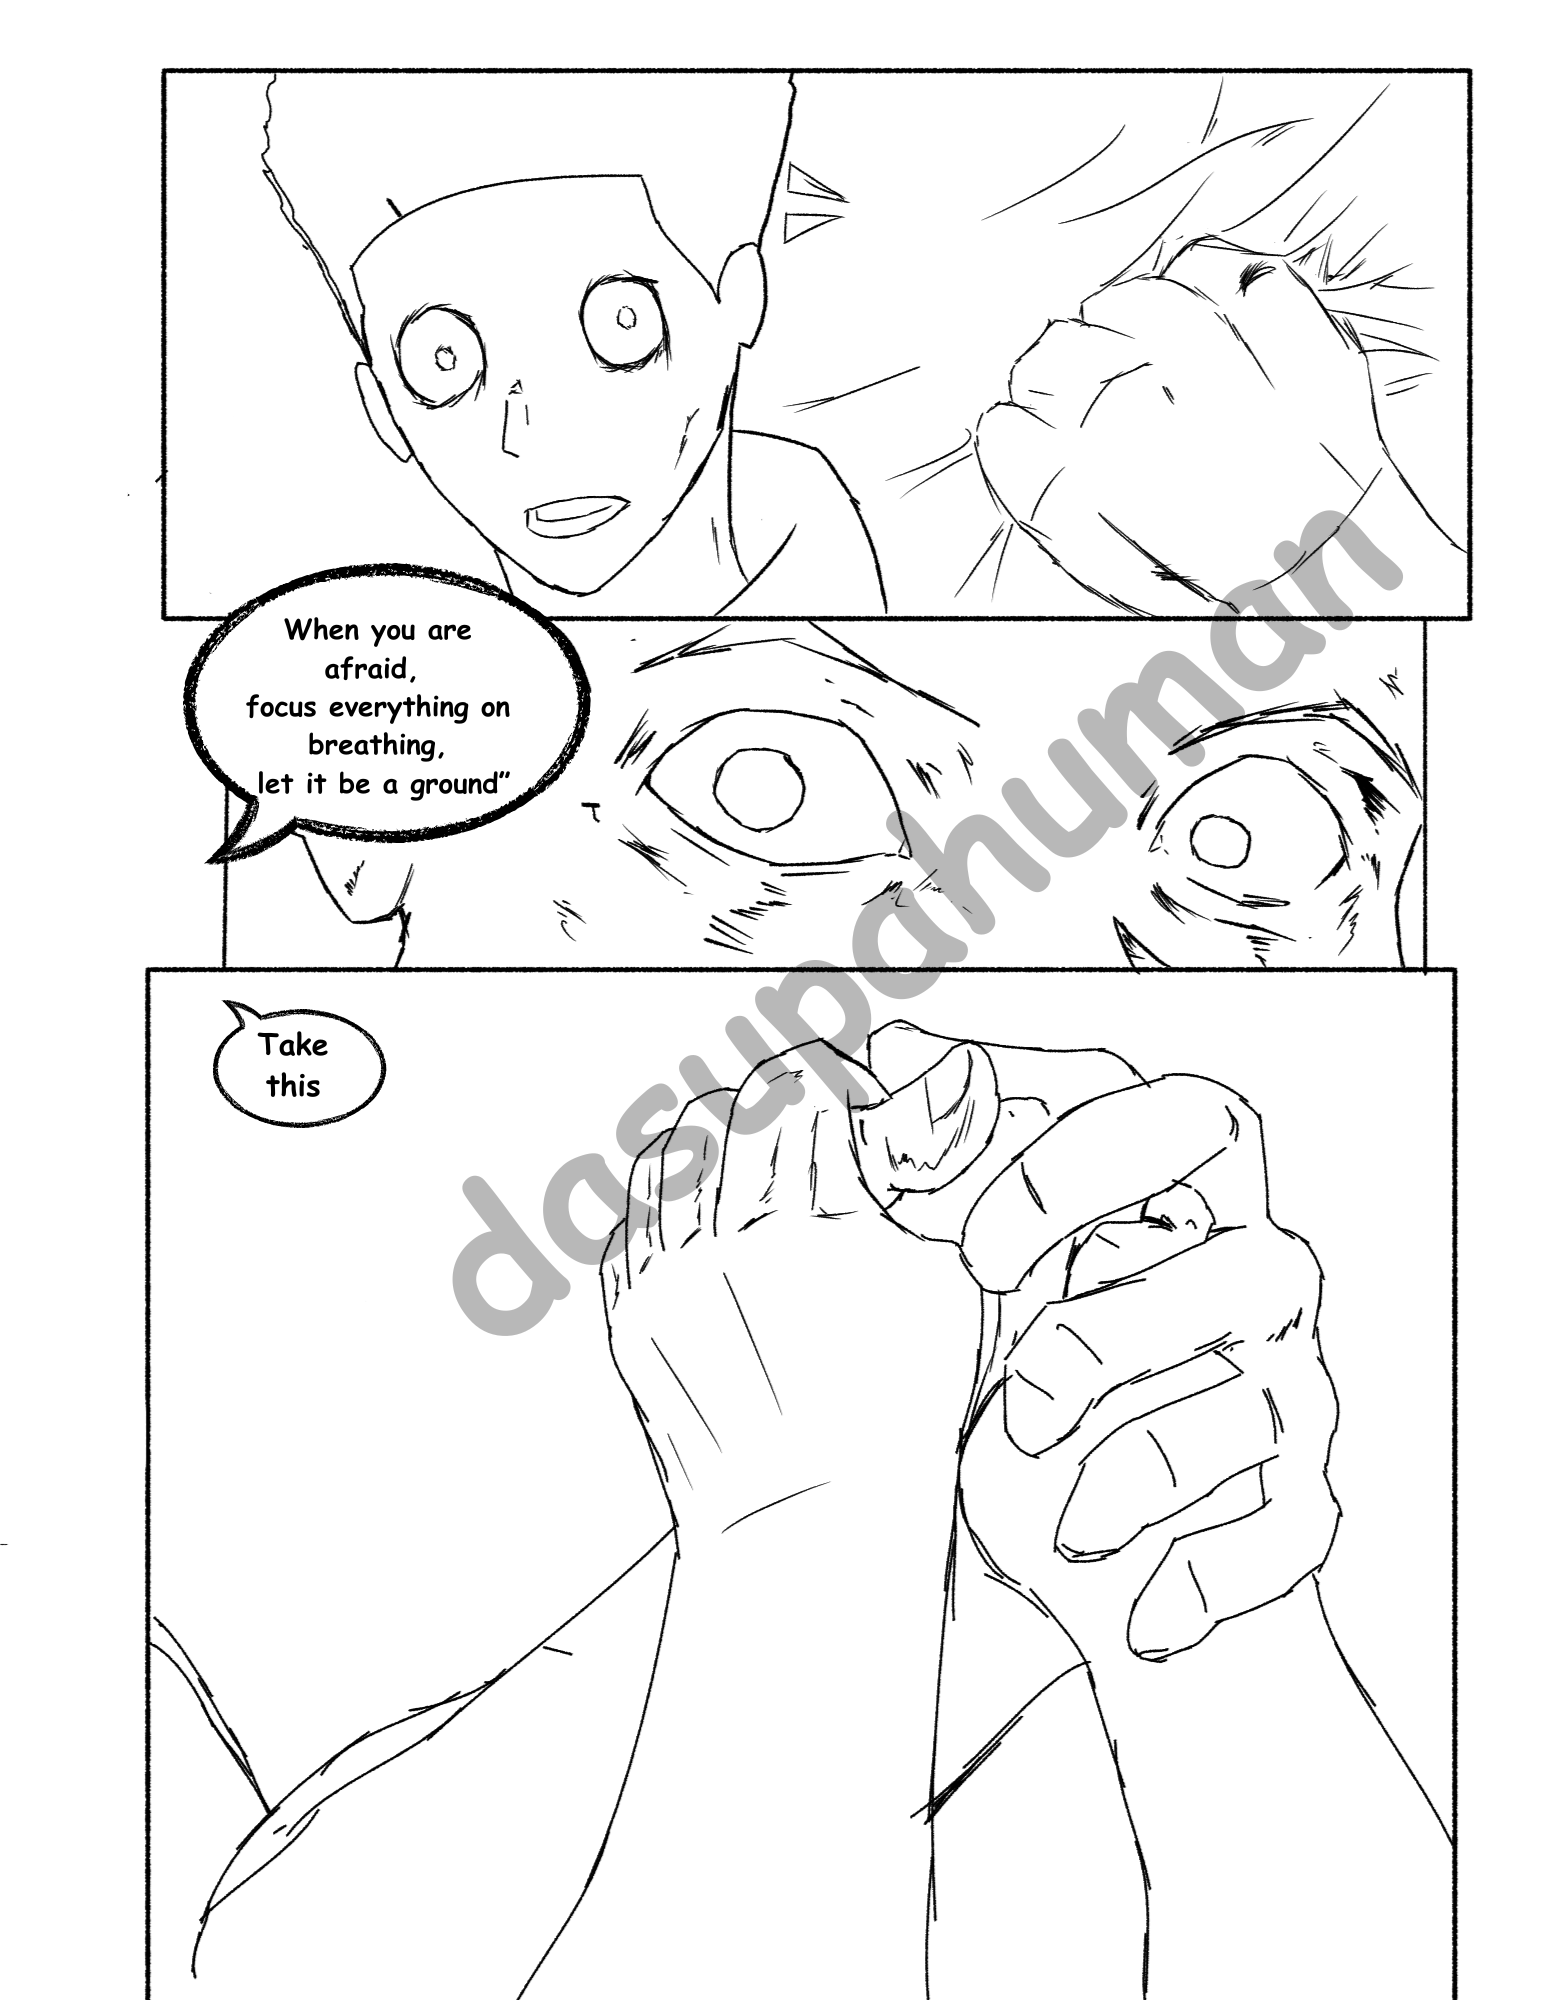 When you are
afraid,
focus everything on
breathing,
let it be a ground”
Take
this
dasupahuman